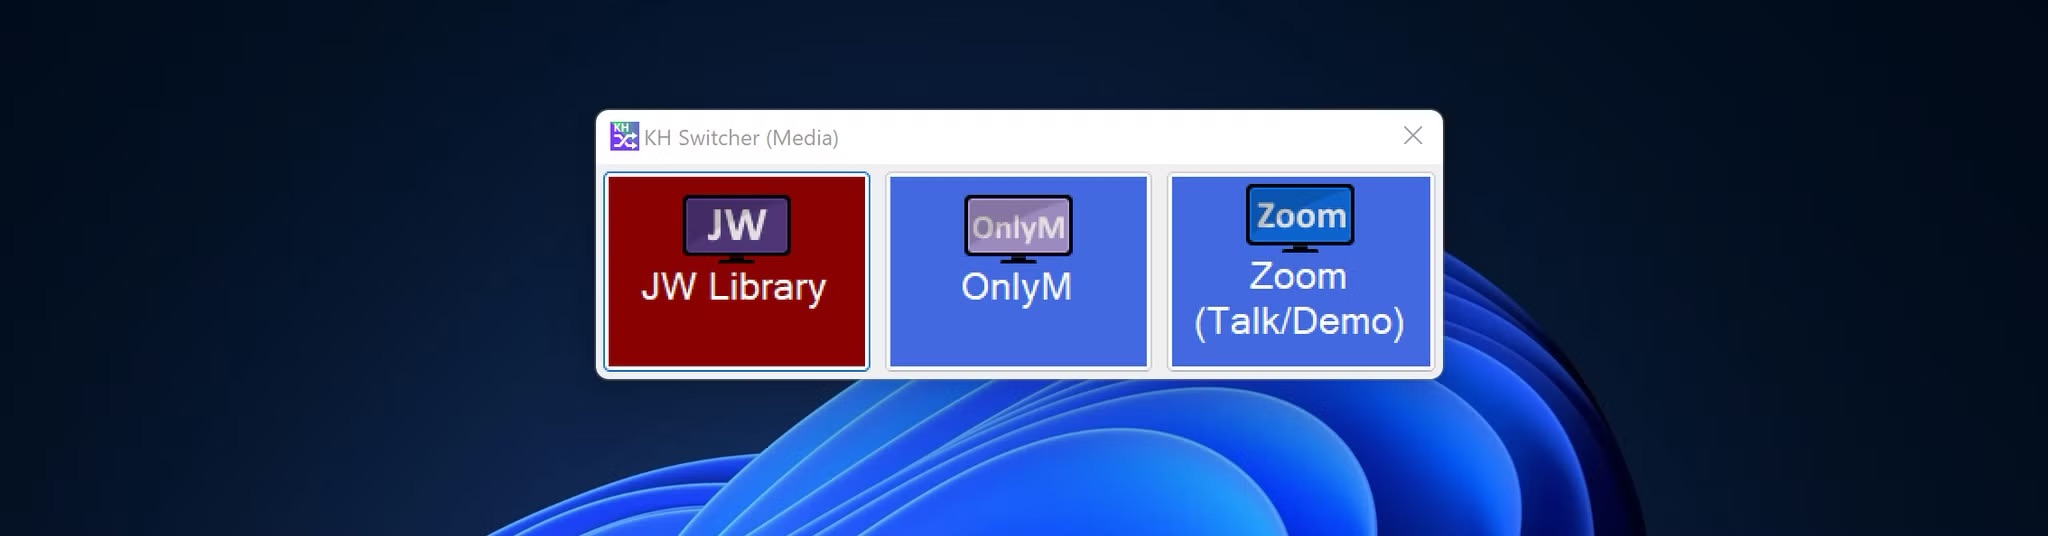 KH
KH Switcher (Media)
JW
JW Library
OnlyM
OnlyM
Zoom
Zoom
(Talk/Demo)